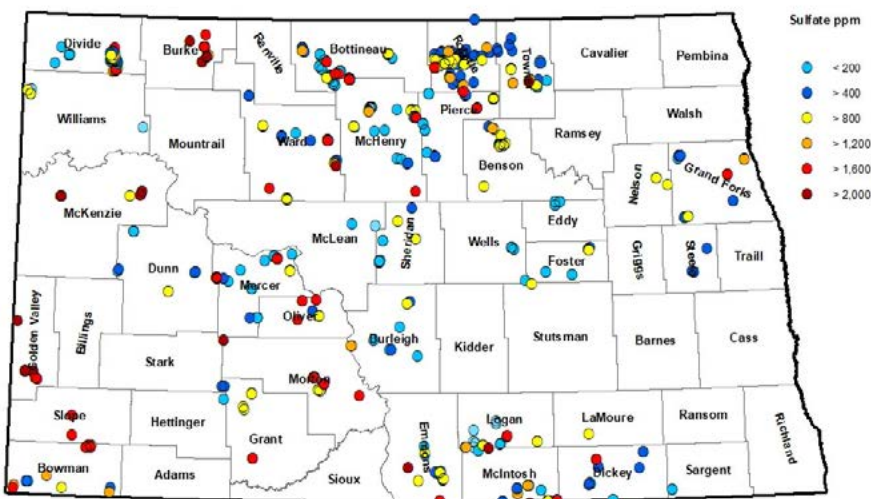 Sulfate ppm
< 200
> 400
> 800
> 1,200
> 1,600
> 2,000
Divide
Burke
Renville
Bottineau
Cavalier
Pembina
Williams
Mountrail
Ward
McHenry
Pierce
Benson
Ramsey
Walsh
McKenzie
Nelson
Grand Forks
McLean
Sheridan
Wells
Eddy
Foster
Griggs
Steele
Traill
Dunn
Mercer
Oliver
Golden Valley
Billings
Burleigh
Kidder
Stutsman
Barnes
Cass
Stark
Morton
Slope
Hettinger
Grant
Emmons
Logan
LaMoure
Ransom
Richland
Bowman
Adams
Sioux
McIntosh
Dickey
Sargent